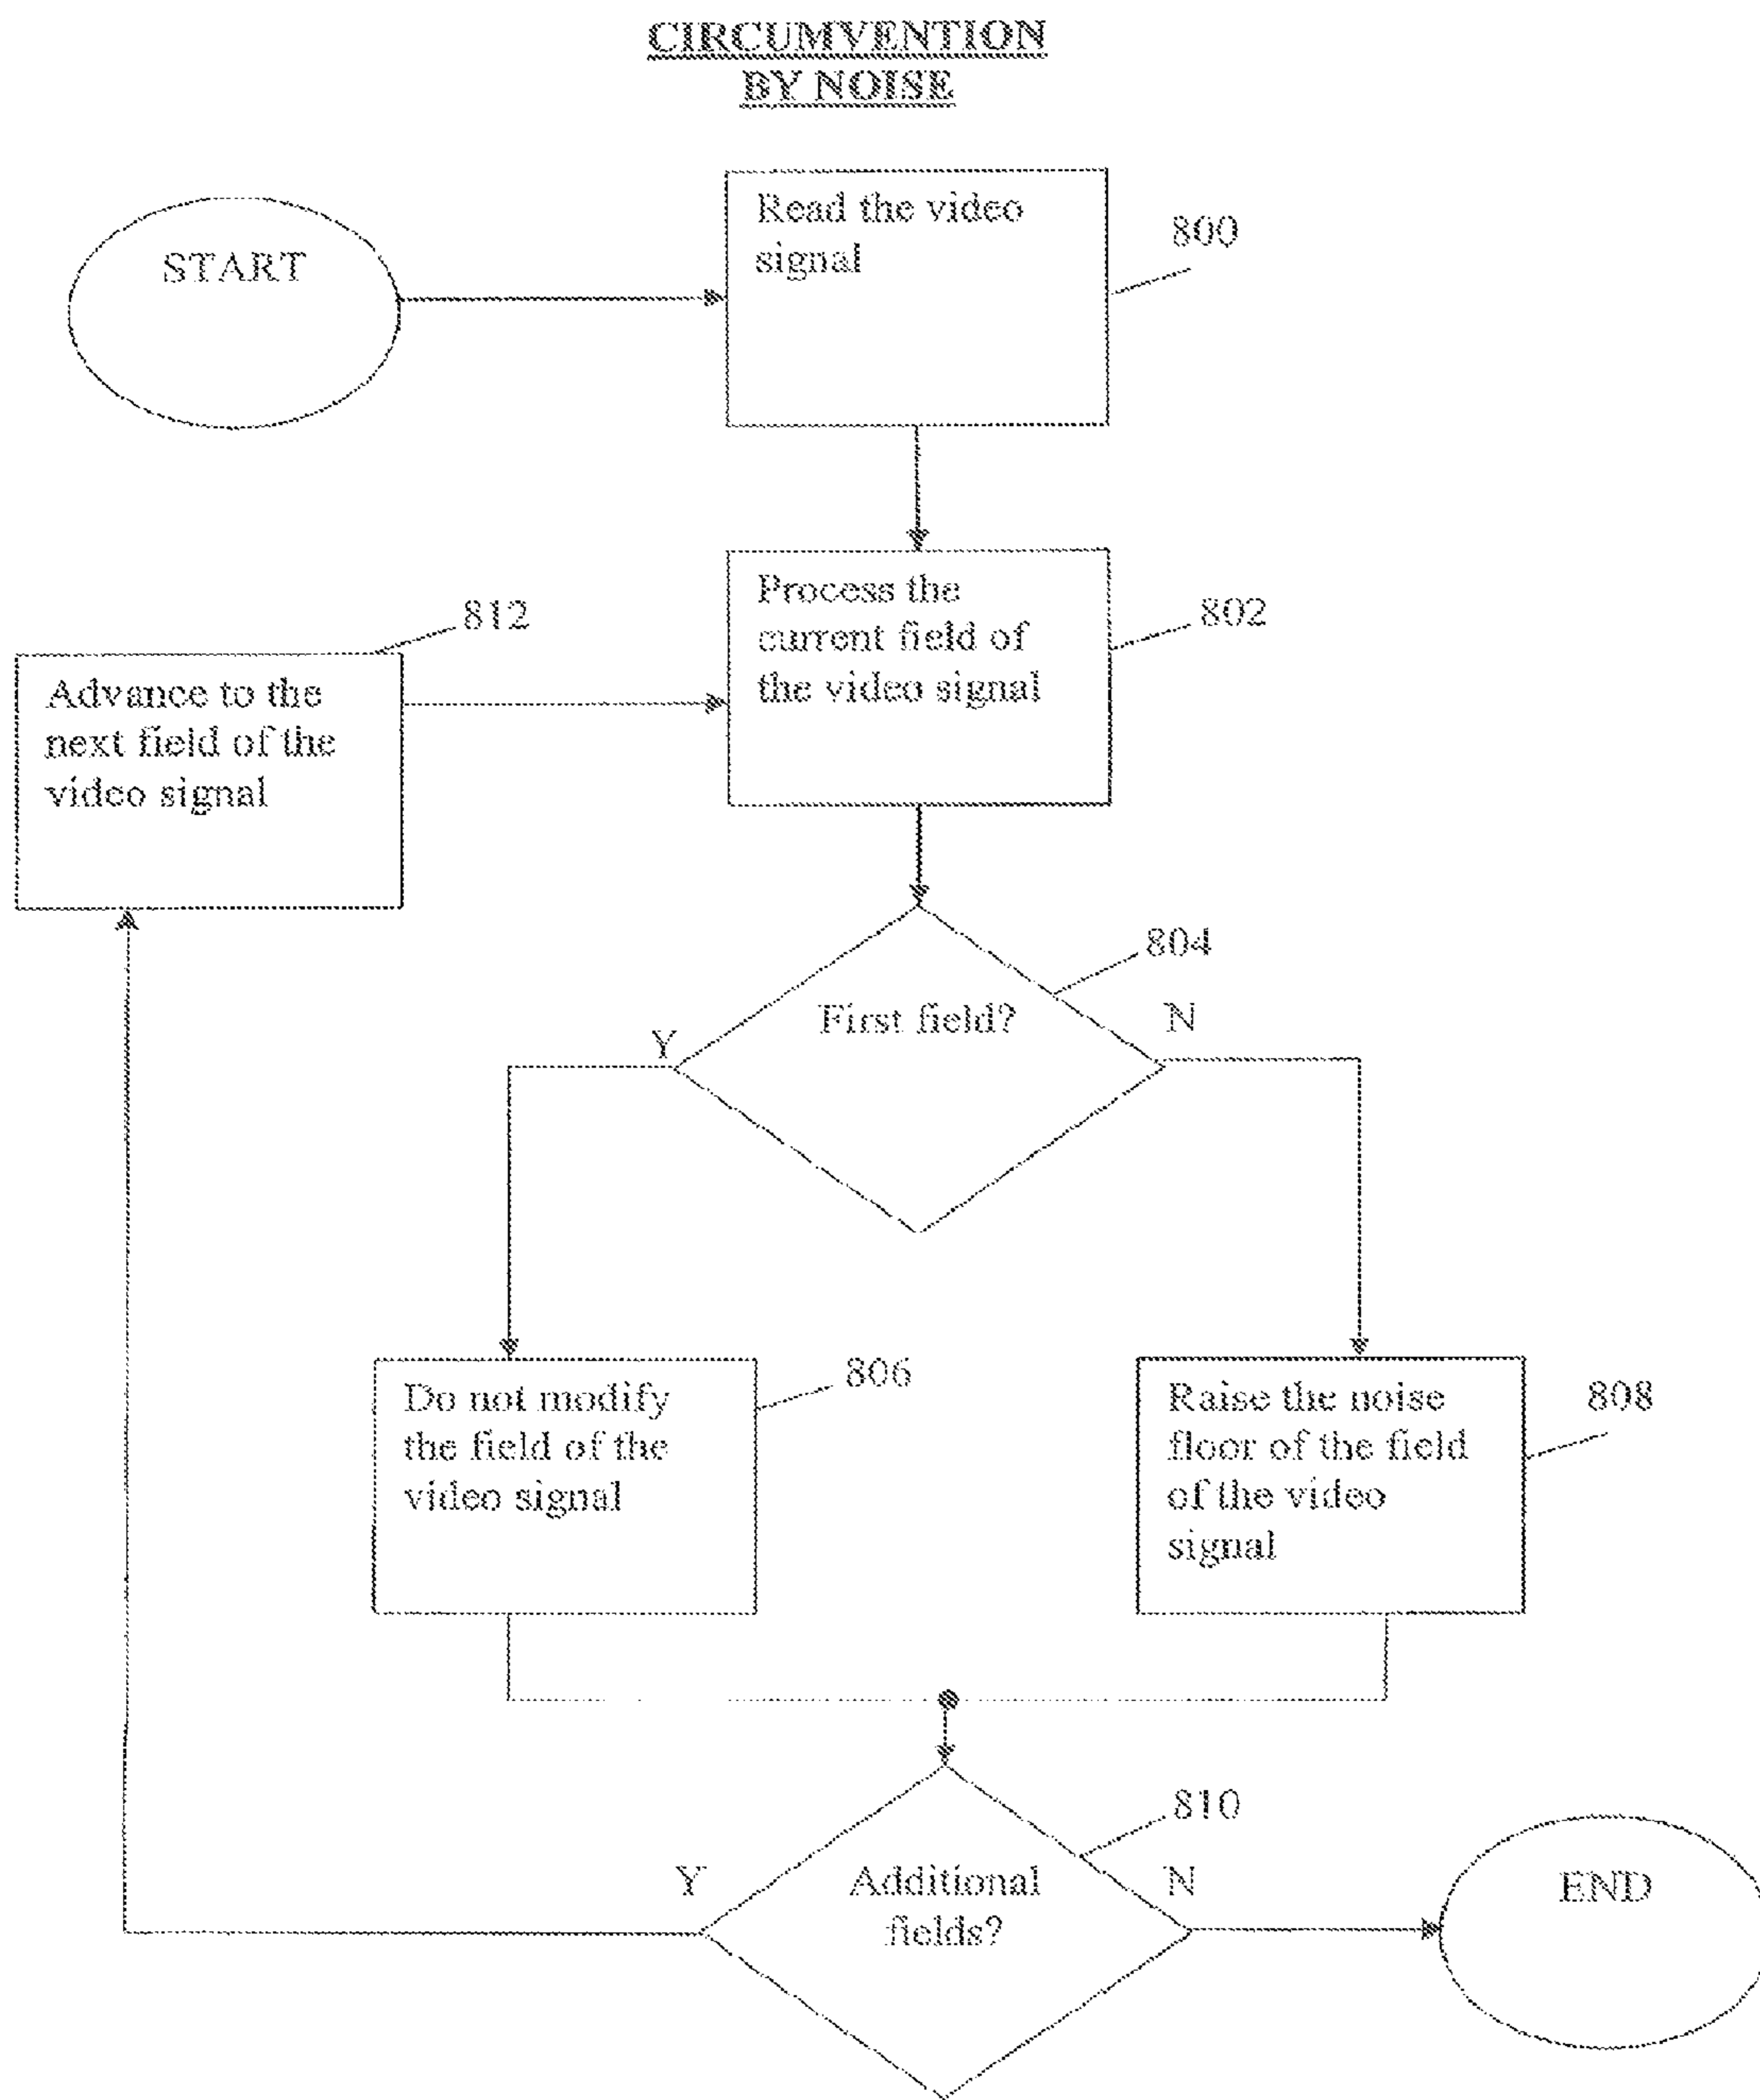 CIRCUMVENTION
BY NOISE
START
Read the video
signal
800
Process the
current field of
the video signal
802
812
Advance to the
next field of the
video signal
804
First field?
Y
N
Do not modify
the field of the
video signal
806
Raise the noise
floor of the field
of the video
signal
808
810
Additional
fields?
Y
N
END